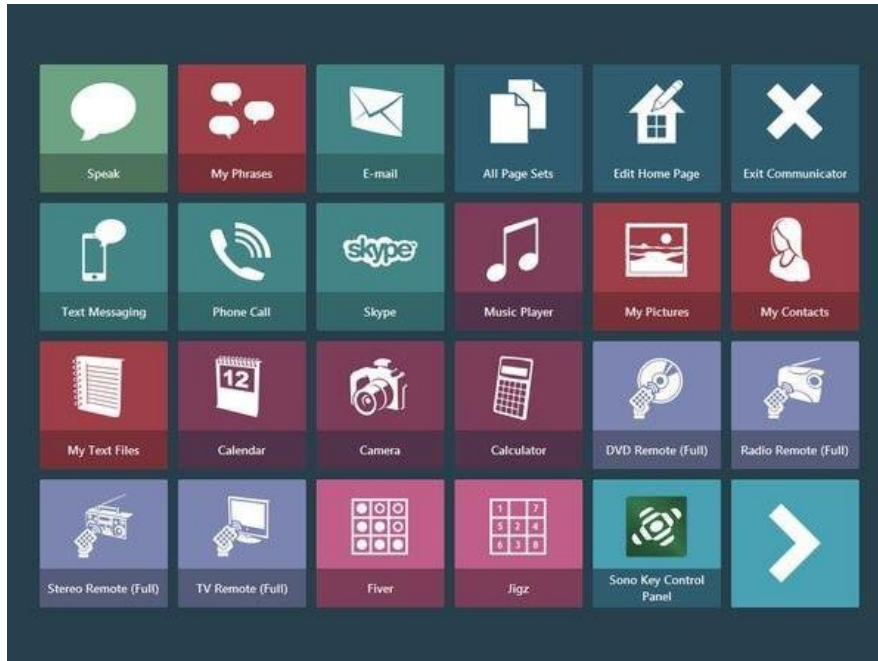 Speak
My Phrases
E-mail
All Page Sets
Edit Home Page
Exit Communicator
skype
Text Messaging
Phone Call
Skype
Music Player
My Pictures
My Contacts
12
My Text Files
Calendar
Camera
Calculator
DVD Remote (Full)
Radio Remote (Full)
1 7
5 2 4
6 3 8
Stereo Remote (Full)
TV Remote (Full)
Fiver
Jigz
Sono Key Control
Panel